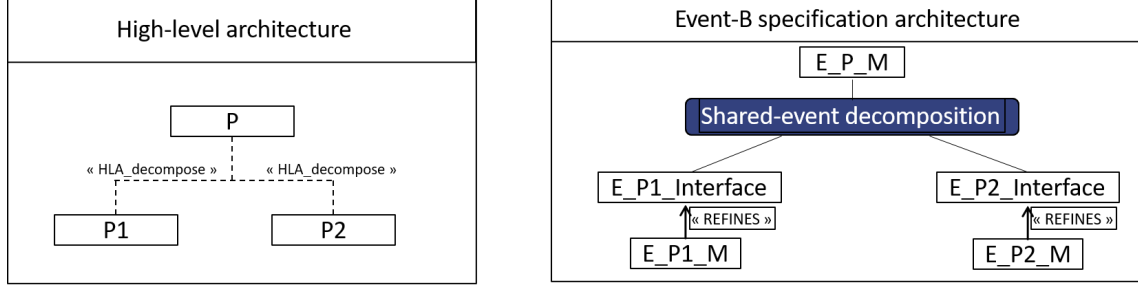 High-level architecture
P
« HLA_decompose » « HLA_decompose »
P1 P2
Event-B specification architecture
E_P_M
Shared-event decomposition
E_P1_Interface E_P2_Interface
« REFINES » « REFINES »
E_P1_M E_P2_M